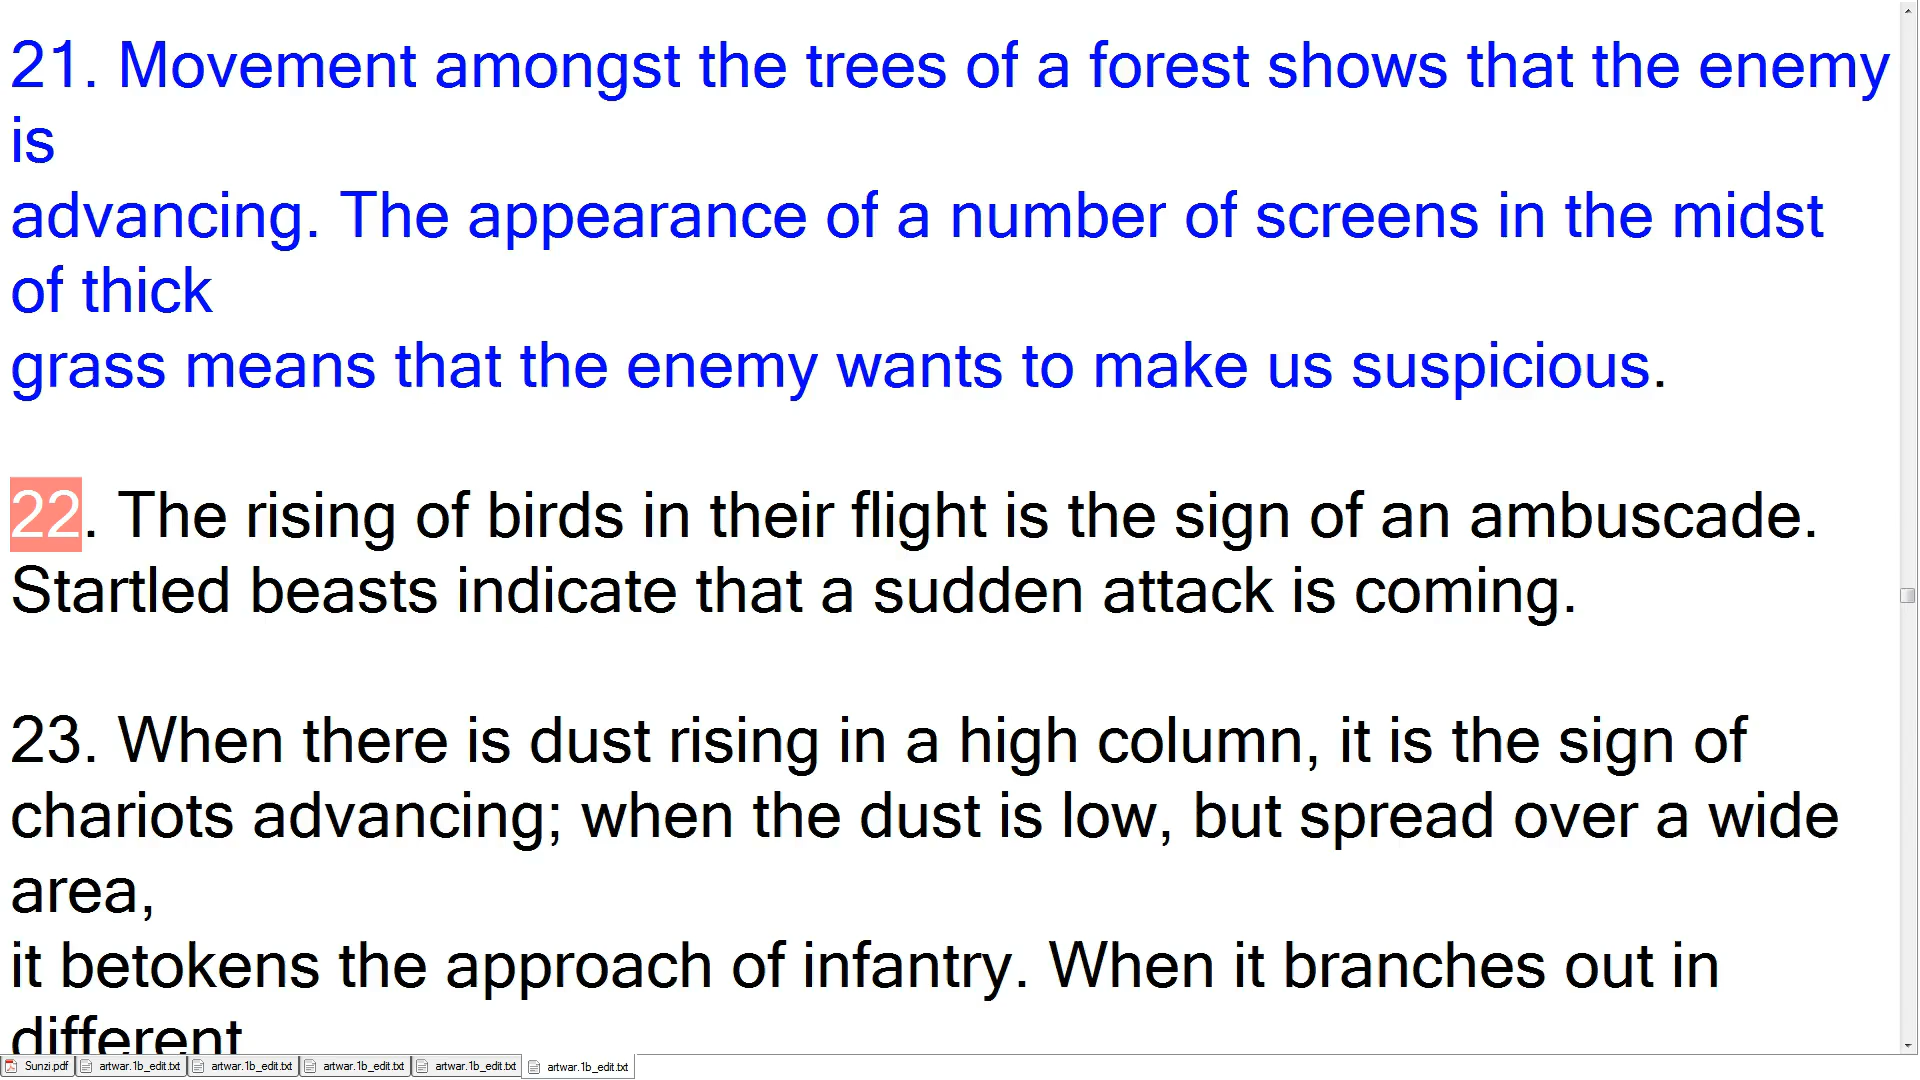 21. Movement amongst the trees of a forest shows that the enemy
is
advancing. The appearance of a number of screens in the midst
of thick
grass means that the enemy wants to make us suspicious.
22. The rising of birds in their flight is the sign of an ambuscade.
Startled beasts indicate that a sudden attack is coming.
23. When there is dust rising in a high column, it is the sign of
chariots advancing; when the dust is low, but spread over a wide
area,
it betokens the approach of infantry. When it branches out in
different
Sunzi.pdf artwar.1b_edit.txt artwar.1b_edit.txt artwar.1b_edit.txt artwar.1b_edit.txt artwar.1b_edit.txt